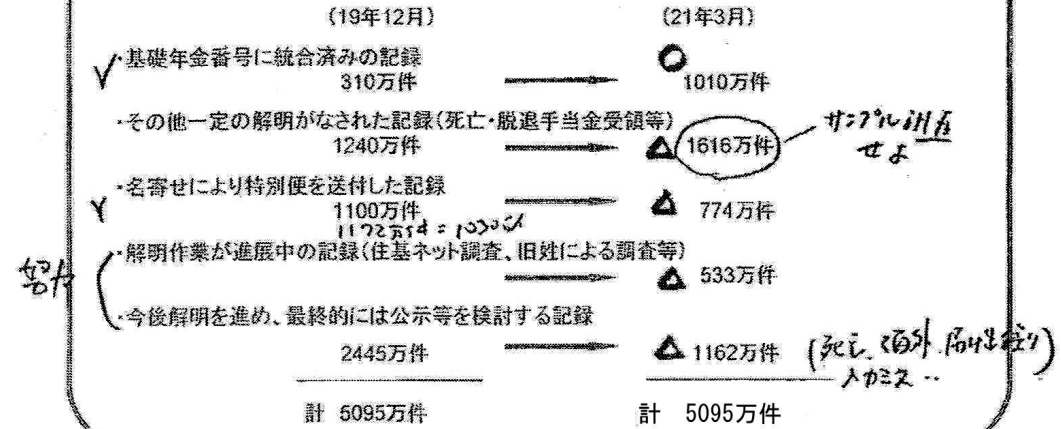 (19年12月) (21年3月)
・基礎年金番号に統合済みの記録
310万件 1010万件
・その他一定の解明がなされた記録(死亡・脱退手当金受領等)
1240万件 1616万件
サンプル調査
せよ
・名寄せにより特別便を送付した記録
1100万件 774万件
・解明作業が進展中の記録(住基ネット調査、旧姓による調査等)
533万件
・今後解明を進め、最終的には公示等を検討する記録
2445万件 1162万件
入力ミス‥
計 5095万件 計 5095万件